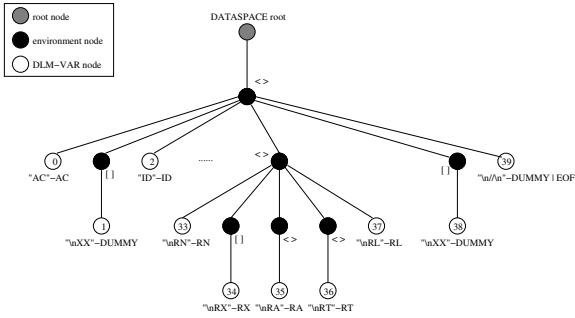 DATASPACE root
root node
environment node
DLM−VAR node
< >
0
[ ]
2
......
< >
[ ]
39
"AC"−AC
"ID"−ID
"\n//\n"−DUMMY | EOF
1
33
[ ]
< >
< >
37
38
"\nXX"−DUMMY
"\nRN"−RN
"\nRL"−RL
"\nXX"−DUMMY
34
35
36
"\nRX"−RX
"\nRA"−RA
"\nRT"−RT